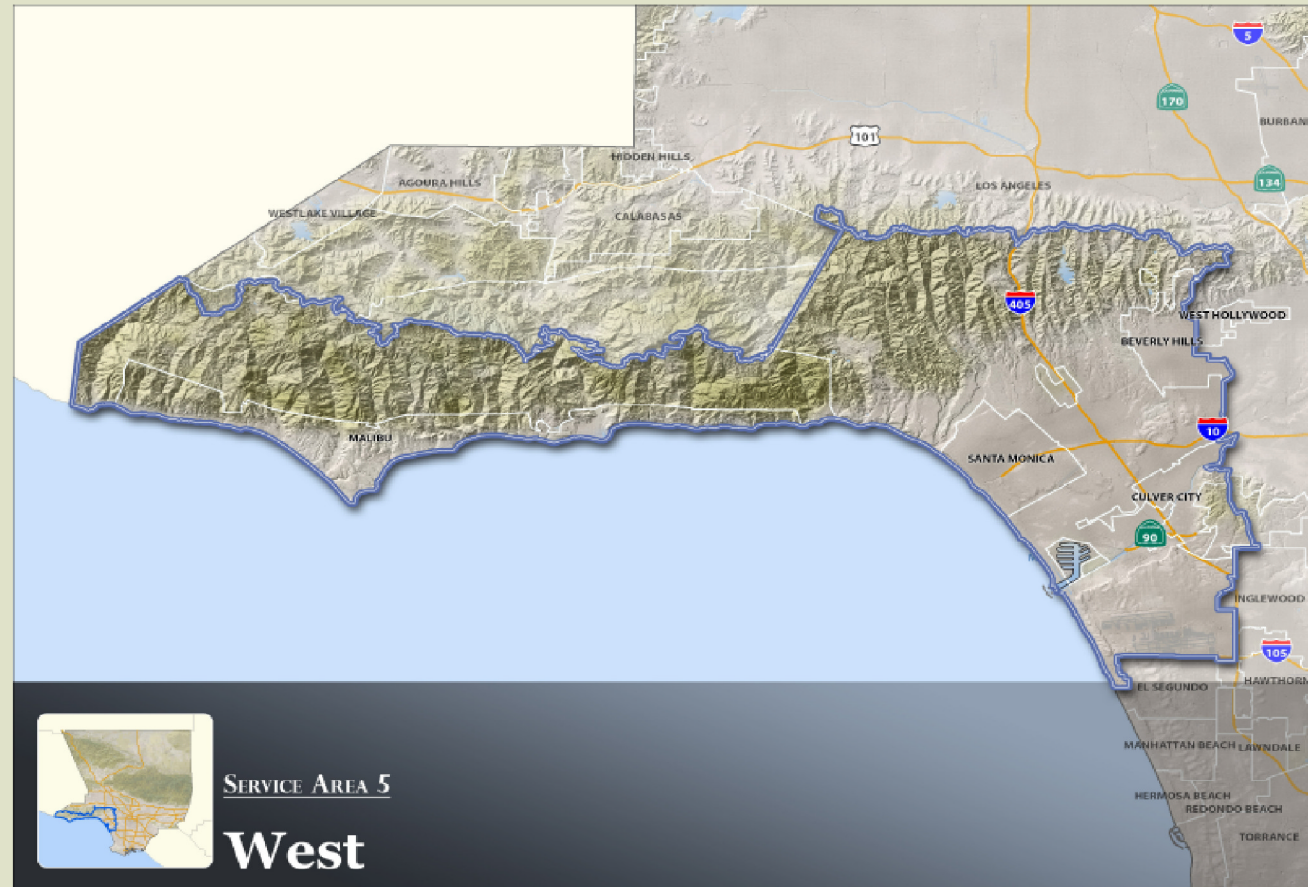 5
170
BURBAN
101
134
HIDDEN HILLS
AGOURA HILLS
LOS ANGELES
WESTLAKE VILLAGE
CALABASAS
405
WEST HOLLYWOOD
BEVERLY HILLS
10
MALIBU
SANTA MONICA
CULVER CITY
90
M
INGLEWOOD
105
HAWTHORN
EL SEGUNDO
MANHATTAN BEACH
LAWNDALE
HERMOSA BEACH
REDONDO BEACH
TORRANCE
SERVICE AREA 5
West